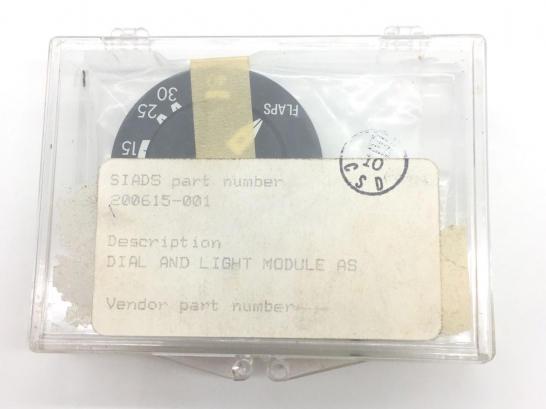 FLAPS
30
25
15
SIADS part number
200615-001
Description
DIAL AND LIGHT MODULE AS
Vendor part number
10
CSD